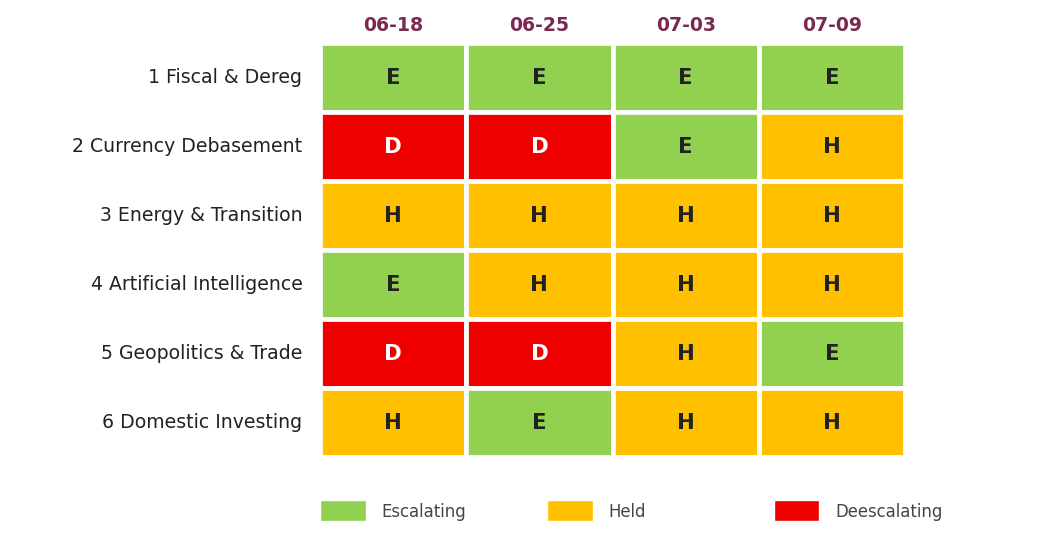 06-18 06-25 07-03 07-09
1 Fiscal & Dereg E E E E
2 Currency Debasement D D E H
3 Energy & Transition H H H H
4 Artificial Intelligence E H H H
5 Geopolitics & Trade D D H E
6 Domestic Investing H E H H
Escalating Held Deescalating